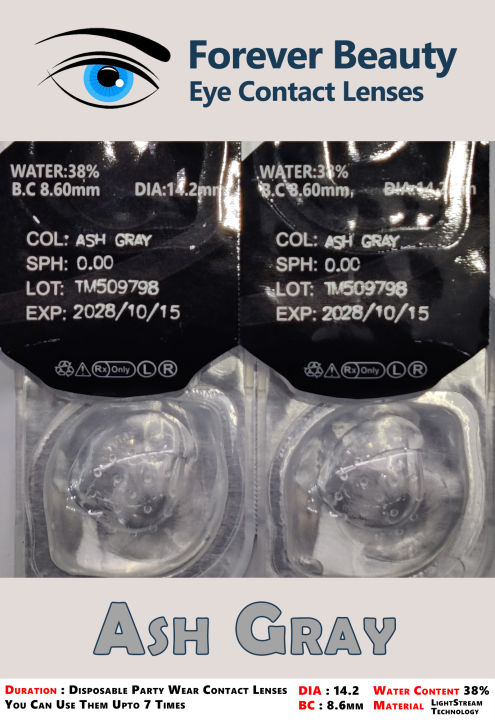 Forever Beauty
Eye Contact Lenses
WATER:38%
B.C 8.60mm DIA:14.2mm
COL: ASH GRAY
SPH: 0.00
LOT: TM509798
EXP: 2028/10/15
Rx Only L R
WATER:38%
B.C 8.60mm, DIA:14.2mm
COL: ASH GRAY
SPH: 0.00
LOT: TM509798
EXP: 2028/10/15
Rx Only L R
ASH GRAY
DURATION : DISPOSABLE PARTY WEAR CONTACT LENSES
YOU CAN USE THEM UPTO 7 TIMES
DIA : 14.2
BC : 8.6MM
WATER CONTENT 38%
MATERIAL LIGHTSTREAM TECHNOLOGY